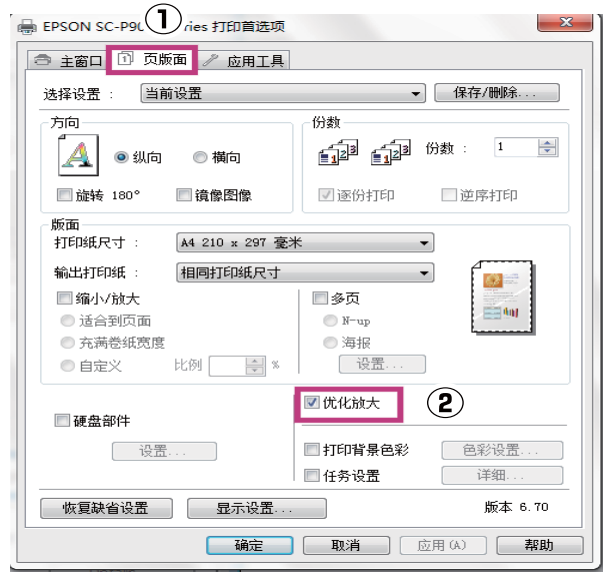 ①
EPSON SC-P9 ries 打印首选项
主窗口 页版面 应用工具
选择设置 : 当前设置 保存/删除...
方向 份数
纵向 横向 份数 : 1
旋转 180° 镜像图像 逐份打印 逆序打印
版面
打印纸尺寸 : A4 210 x 297 毫米
输出打印纸 : 相同打印纸尺寸
缩小/放大 多页
适合到页面 N-up
充满卷纸宽度 海报
自定义 比例 % 设置...
优化放大 ②
硬盘部件
设置... 打印背景色彩 色彩设置...
任务设置 详细...
恢复缺省设置 显示设置... 版本 6.70
确定 取消 应用(A) 帮助